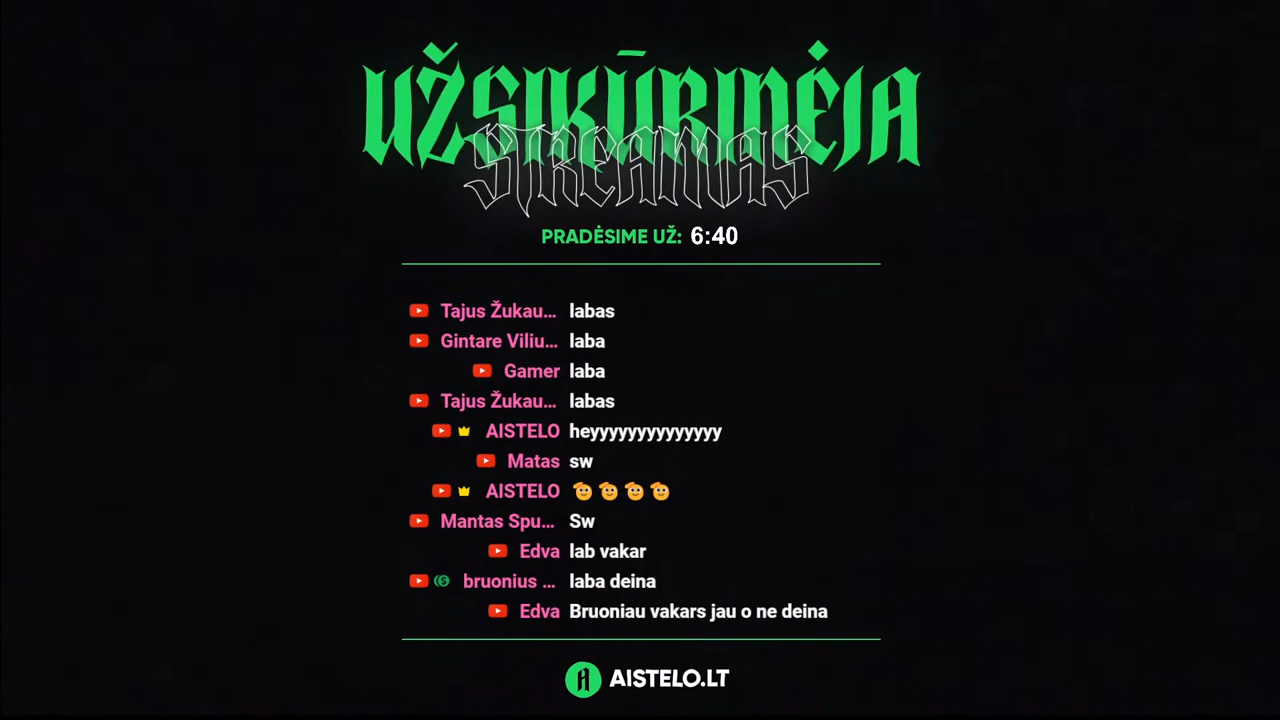 UŽSIKŪRINĖJA
STREAMAS
PRADĖSIME UŽ: 6:40
Tajus Žukau... labas
Gintare Viliu... laba
Gamer laba
Tajus Žukau... labas
AISTELO heyyyyyyyyyyyyyy
Matas sw
AISTELO
Mantas Spu... Sw
Edva lab vakar
bruonius ... laba deina
Edva Bruoniau vakars jau o ne deina
AISTELO.LT